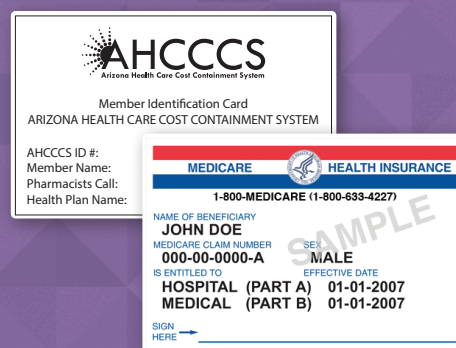 AHCCCS
Arizona Health Care Cost Containment System
Member Identification Card
ARIZONA HEALTH CARE COST CONTAINMENT SYSTEM
AHCCCS ID #:
Member Name:
Pharmacists Call:
Health Plan Name:
MEDICARE HEALTH INSURANCE
1-800-MEDICARE (1-800-633-4227)
NAME OF BENEFICIARY
JOHN DOE
MEDICARE CLAIM NUMBER SEX
000-00-0000-A MALE
IS ENTITLED TO EFFECTIVE DATE
HOSPITAL (PART A) 01-01-2007
MEDICAL (PART B) 01-01-2007
SIGN
HERE
SAMPLE